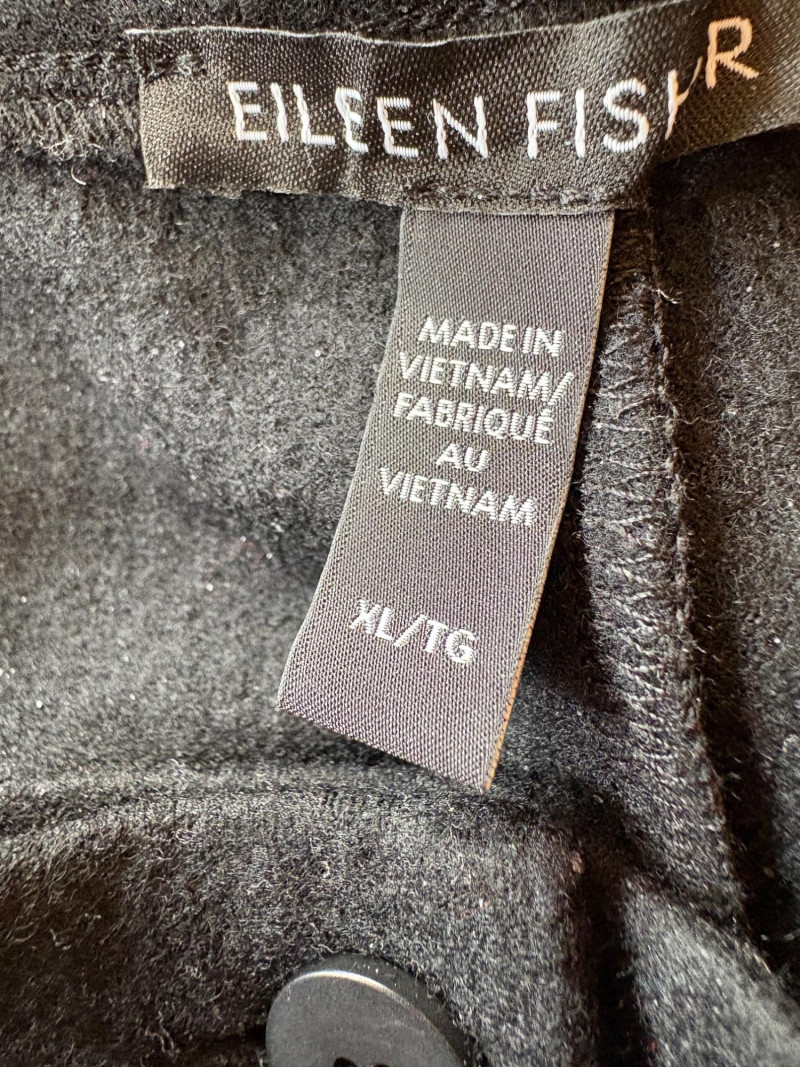 EILEEN FISHER
MADE IN
VIETNAM/
FABRIQUÉ
AU
VIETNAM
XL/TG